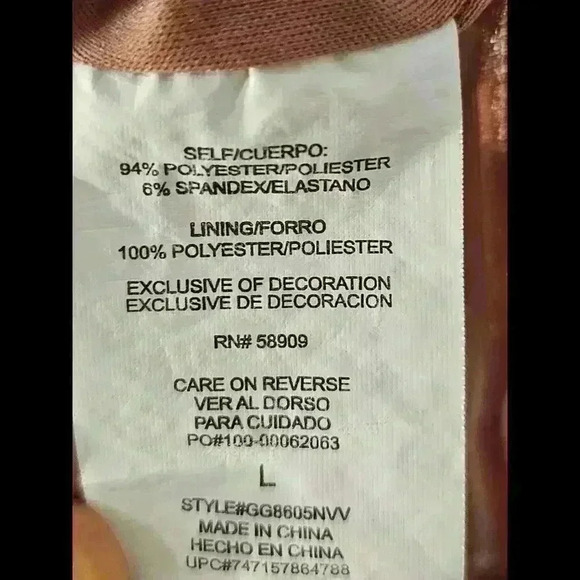 SELF/CUERPO:
94% POLYESTER/POLIESTER
6% SPANDEX/ELASTANO
LINING/FORRO
100% POLYESTER/POLIESTER
EXCLUSIVE OF DECORATION
EXCLUSIVE DE DECORACION
RN# 58909
CARE ON REVERSE
VER AL DORSO
PARA CUIDADO
PO#100-00062063
L
STYLE#GG8605NVV
MADE IN CHINA
HECHO EN CHINA
UPC#747157864788